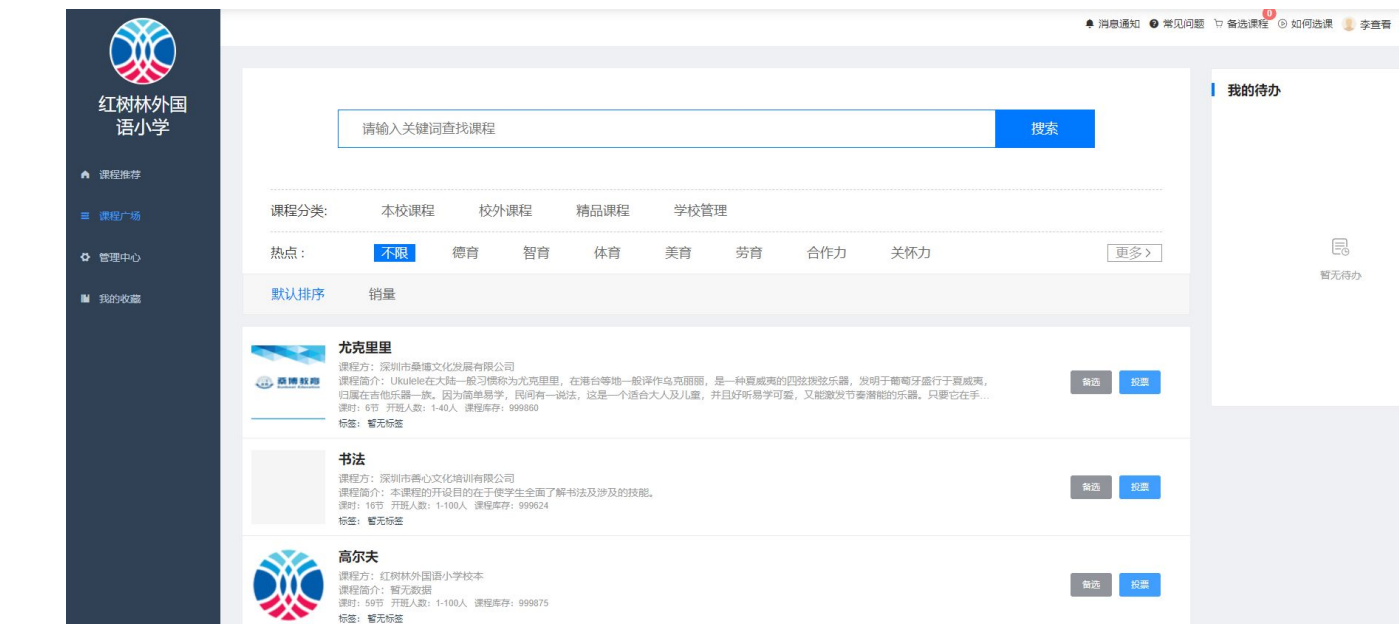 消息通知 常见问题 备选课程 0 如何选课 李查看
红树林外国
语小学
课程推荐
课程广场
管理中心
我的收藏
请输入关键词查找课程 搜索
课程分类: 本校课程 校外课程 精品课程 学校管理
热点: 不限 德育 智育 体育 美育 劳育 合作力 关怀力 更多>
默认排序 销量
我的待办
暂无待办
桑博教育
尤克里里
课程方: 深圳市桑博文化发展有限公司
课程简介: Ukulele在大陆一般习惯称为尤克里里, 在港台等地一般译作乌克丽丽, 是一种夏威夷的四弦拨弦乐器, 发明于葡萄牙盛行于夏威夷,
归属在吉他乐器一族。因为简单易学, 民间有一说法, 这是一个适合大人及儿童, 并且好听易学可爱, 又能激发节奏潜能的乐器。只要它在手...
课时: 6节 开班人数: 1-40人 课程库存: 999860
标签: 暂无标签
备选 投票
书法
课程方: 深圳市善心文化培训有限公司
课程简介: 本课程的开设目的在于使学生全面了解书法及涉及的技能。
课时: 16节 开班人数: 1-100人 课程库存: 999624
标签: 暂无标签
备选 投票
高尔夫
课程方: 红树林外国语小学校本
课程简介: 暂无数据
课时: 59节 开班人数: 1-100人 课程库存: 999875
标签: 暂无标签
备选 投票